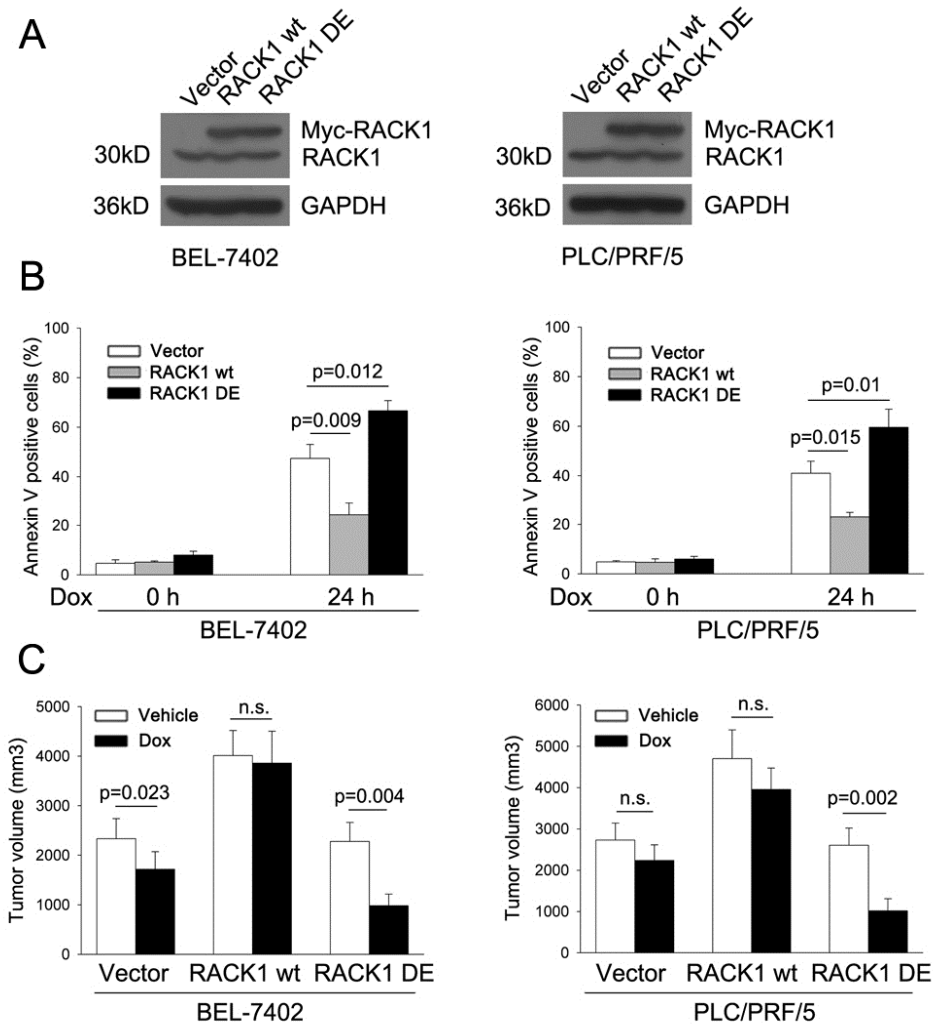 A
Vector
RACK1 wt
RACK1 DE
Myc-RACK1
30kD
RACK1
36kD
GAPDH
BEL-7402
Vector
RACK1 wt
RACK1 DE
Myc-RACK1
30kD
RACK1
36kD
GAPDH
PLC/PRF/5
B
Annexin V positive cells (%)
100
80
60
40
20
0
Vector
RACK1 wt
RACK1 DE
p=0.012
p=0.009
Dox 0 h 24 h
BEL-7402
Annexin V positive cells (%)
100
80
60
40
20
0
Vector
RACK1 wt
RACK1 DE
p=0.01
p=0.015
Dox 0 h 24 h
PLC/PRF/5
C
Tumor volume (mm3)
5000
4000
3000
2000
1000
0
Vehicle
Dox
n.s.
p=0.023
p=0.004
Vector RACK1 wt RACK1 DE
BEL-7402
Tumor volume (mm3)
6000
5000
4000
3000
2000
1000
0
Vehicle
Dox
n.s.
n.s.
p=0.002
Vector RACK1 wt RACK1 DE
PLC/PRF/5